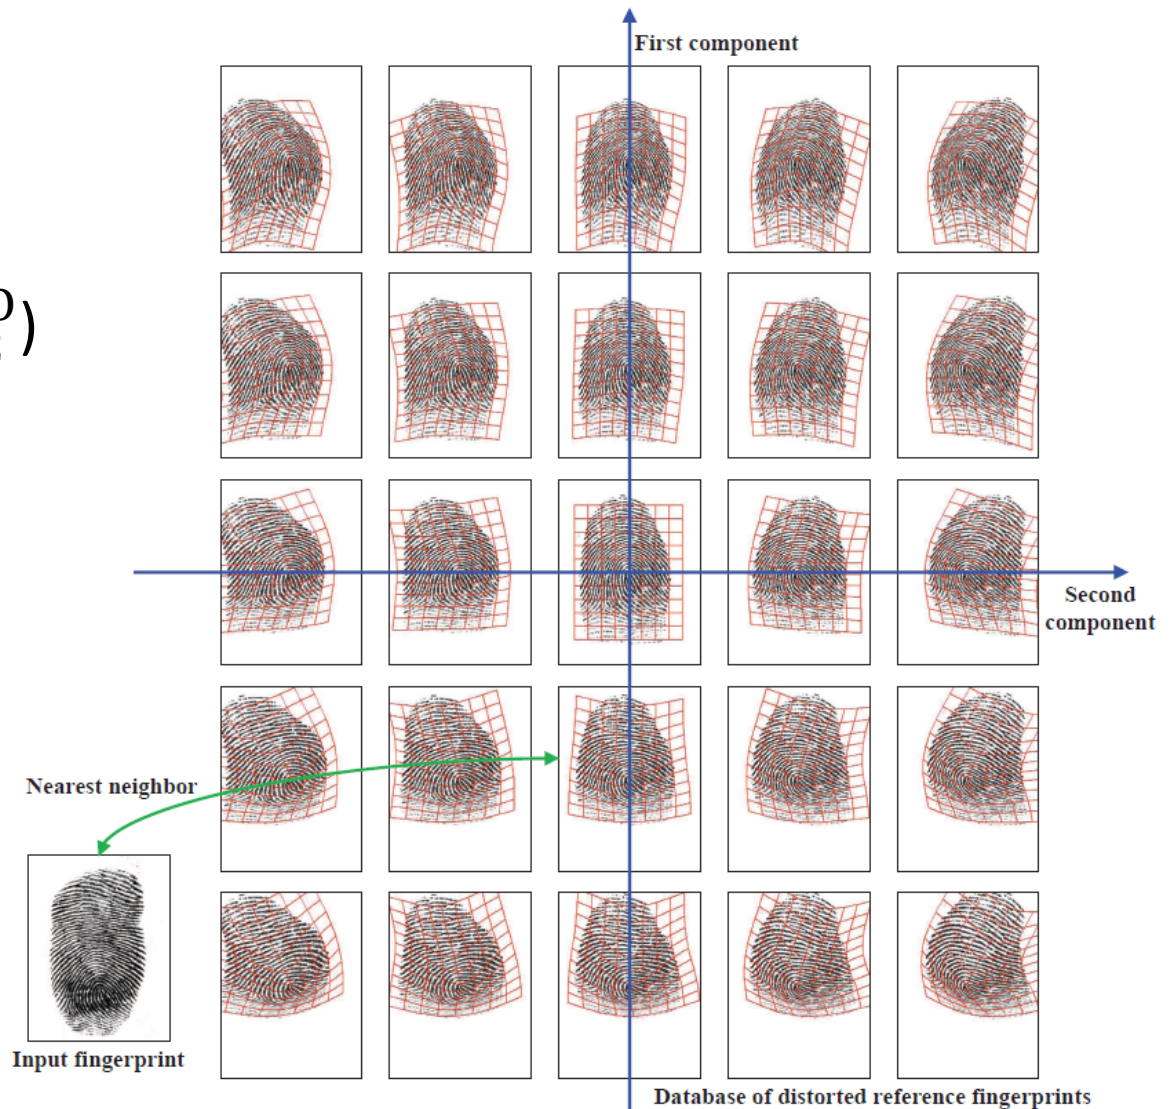 First component
)
Second
component
Nearest neighbor
Input fingerprint
Database of distorted reference fingerprints